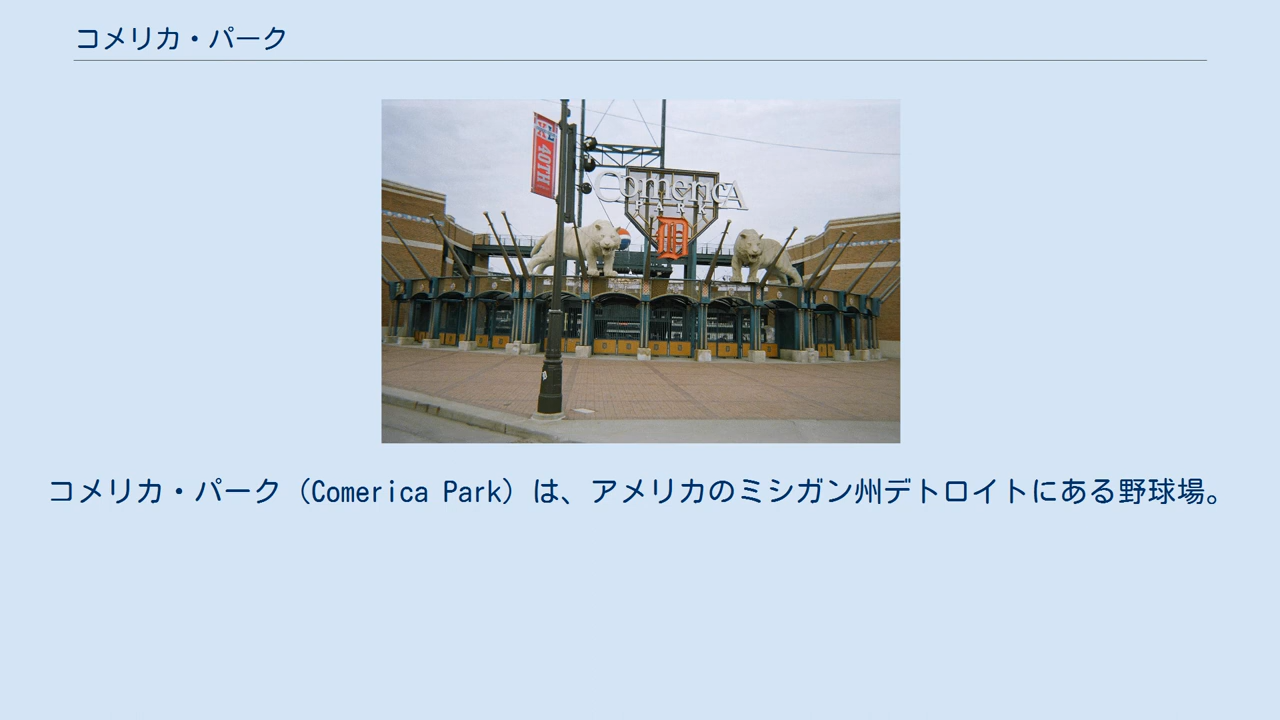 コメリカ・パーク
40TH
Comerica
PARK
D
コメリカ・パーク（Comerica Park）は、アメリカのミシガン州デトロイトにある野球場。